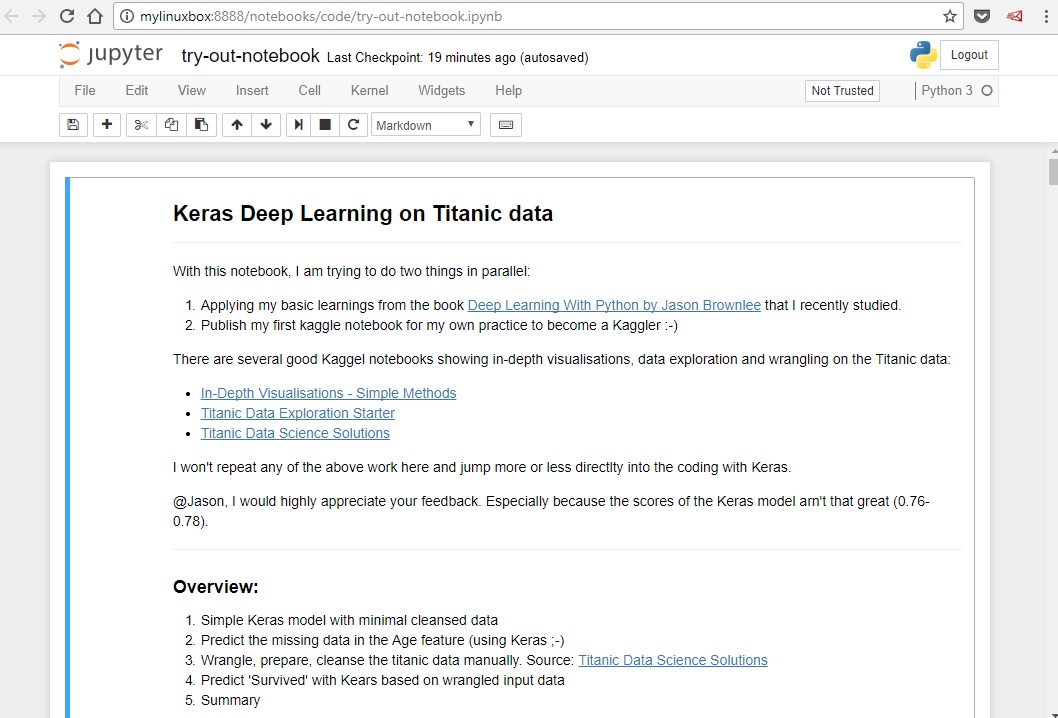 mylinuxbox:8888/notebooks/code/try-out-notebook.ipynb
jupyter try-out-notebook Last Checkpoint: 19 minutes ago (autosaved) Logout
File Edit View Insert Cell Kernel Widgets Help Not Trusted Python 3
Markdown
Keras Deep Learning on Titanic data
With this notebook, I am trying to do two things in parallel:
1. Applying my basic learnings from the book Deep Learning With Python by Jason Brownlee that I recently studied.
2. Publish my first kaggle notebook for my own practice to become a Kaggler :-)
There are several good Kaggel notebooks showing in-depth visualisations, data exploration and wrangling on the Titanic data:
• In-Depth Visualisations - Simple Methods
• Titanic Data Exploration Starter
• Titanic Data Science Solutions
I won't repeat any of the above work here and jump more or less directlty into the coding with Keras.
@Jason, I would highly appreciate your feedback. Especially because the scores of the Keras model arn't that great (0.76-
0.78).
Overview:
1. Simple Keras model with minimal cleansed data
2. Predict the missing data in the Age feature (using Keras ;-)
3. Wrangle, prepare, cleanse the titanic data manually. Source: Titanic Data Science Solutions
4. Predict 'Survived' with Kears based on wrangled input data
5. Summary